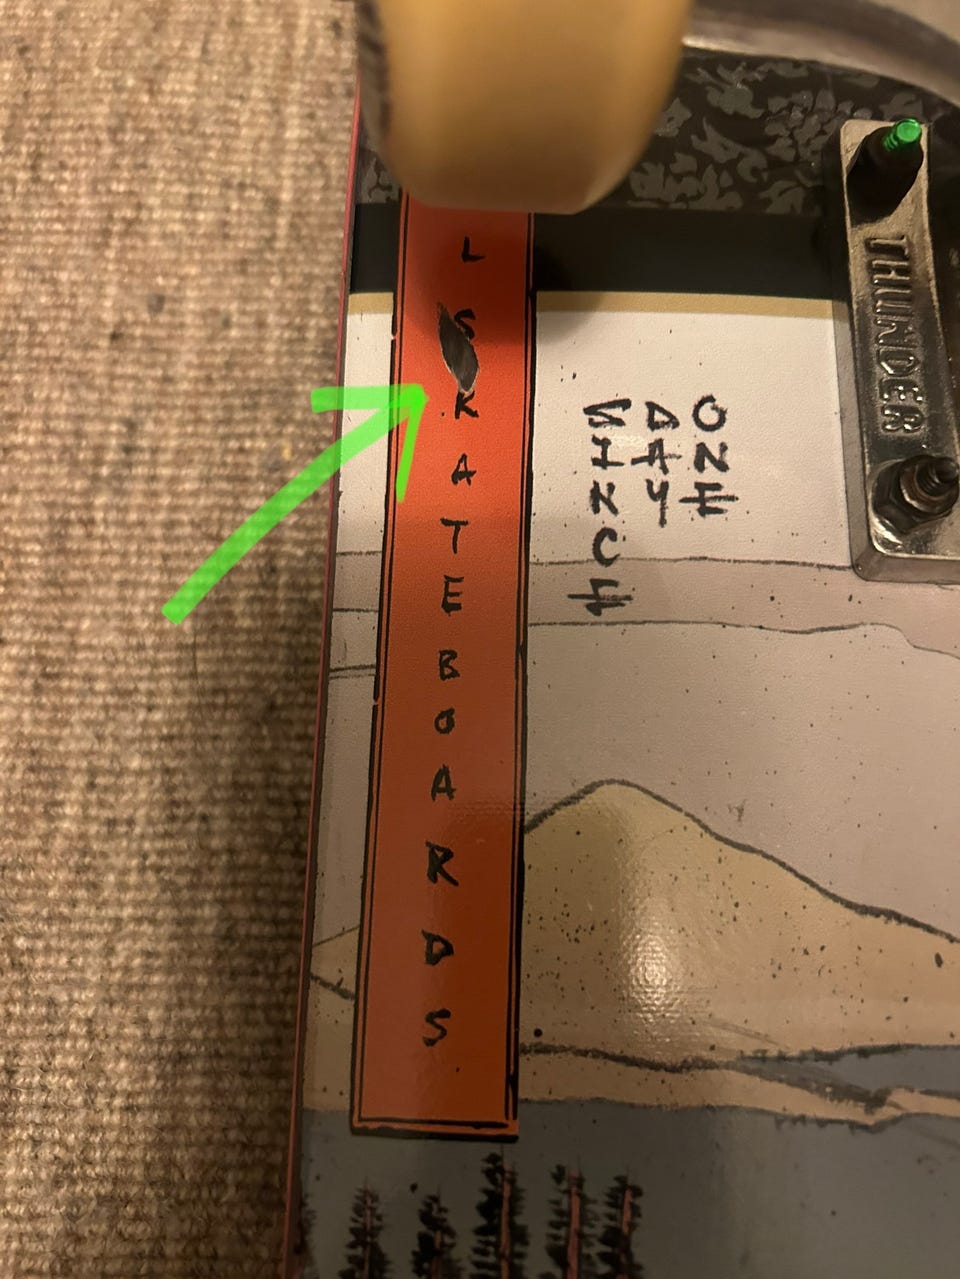 L SKATEBOARDS
SINCE
DAY
ONE
THUNDER